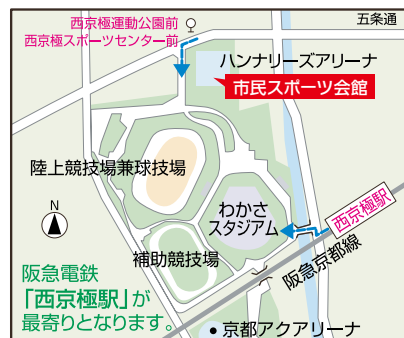 西京極運動公園前
西京極スポーツセンター前
五条通
ハンナリーズアリーナ
市民スポーツ会館
陸上競技場兼球技場
N
わかさ
スタジアム
西京極駅
補助競技場
阪急京都線
阪急電鉄
「西京極駅」が
最寄りとなります。
京都アクアリーナ